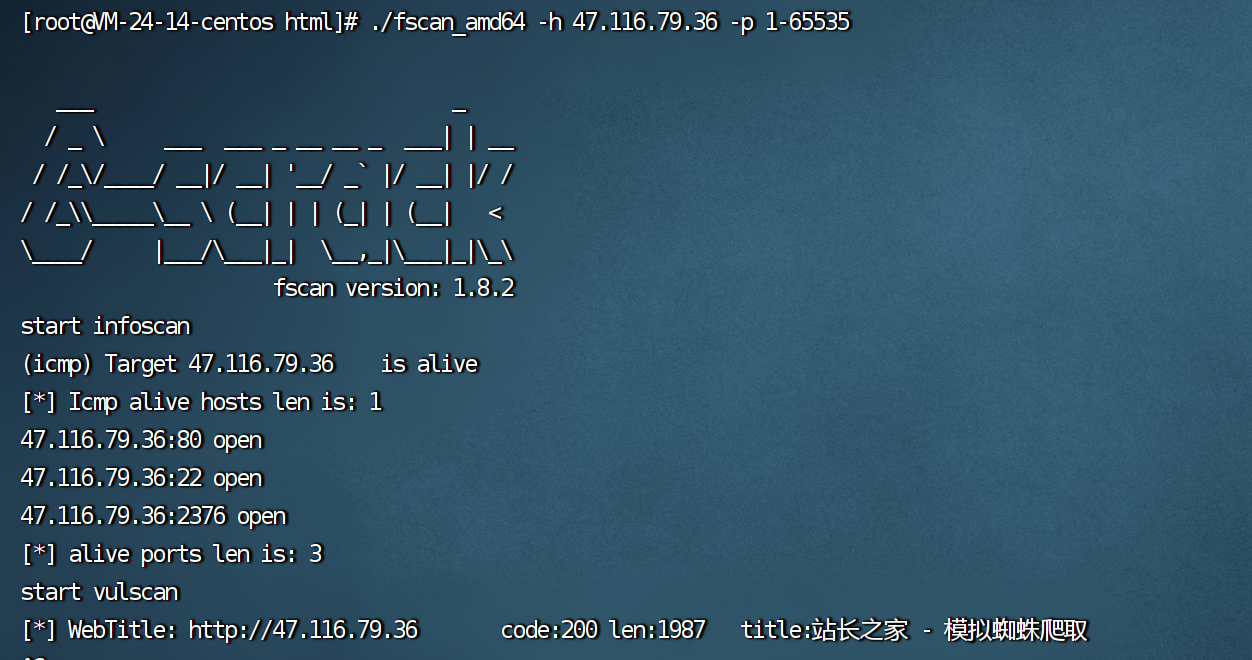 [root@VM-24-14-centos html]# ./fscan_amd64 -h 47.116.79.36 -p 1-65535
   ___                              _
  / _ \     ___  ___ _ __ __ _  ___| | __
 / /_\/____/ __|/ __| '__/ _` |/ __| |/ /
/ /_\\_____\__ \ (__| | | (_| | (__|   <
\____/     |___/\___|_|  \__,_|\___|_|\_\
                     fscan version: 1.8.2
start infoscan
(icmp) Target 47.116.79.36    is alive
[*] Icmp alive hosts len is: 1
47.116.79.36:80 open
47.116.79.36:22 open
47.116.79.36:2376 open
[*] alive ports len is: 3
start vulscan
[*] WebTitle: http://47.116.79.36       code:200 len:1987   title:站长之家 - 模拟蜘蛛爬取